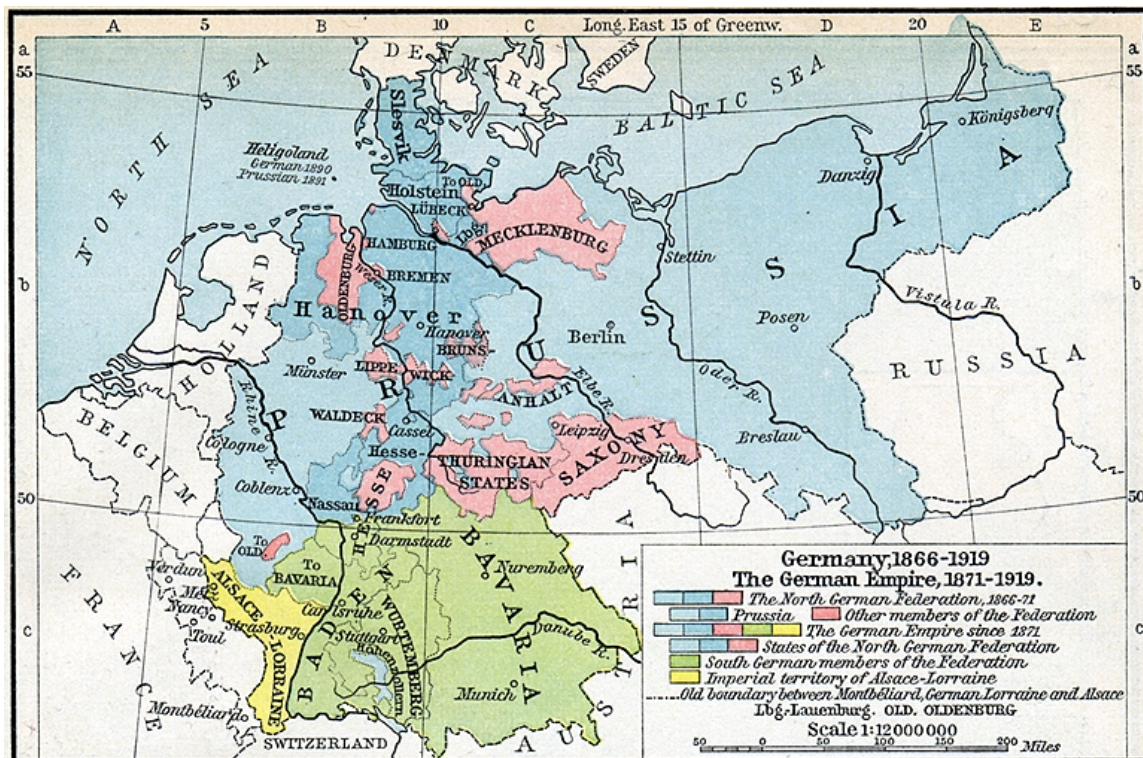 A 5 B 10 C Long. East 15 of Greenw. D 20 E
a
55
a
55
b
b
50
50
c
c
NORTH SEA
DENMARK
SWEDEN
BALTIC SEA
Königsberg
Slesvik
Heligoland
German 1890
Prussian 1891
To OLD.
Holstein
LÜBECK
Lbg.
MECKLENBURG
Danzig
HAMBURG
Stettin
OLDENBURG
Weser R.
BREMEN
HOLLAND
Hanover
Hanover
BRUNS-
WICK
Berlin
Posen
Vistula R.
RUSSIA
PRUSSIA
Münster
LIPPE
ANHALT
Elbe R.
Oder R.
Rhine R.
WALDECK
Cassel
Leipzig
SAXONY
Dresden
Breslau
BELGIUM
Cologne
Hesse-
Nassau
THURINGIAN
STATES
HESSE
Coblenz
Frankfort
Darmstadt
HESSE
To
OLD.
To
BAVARIA
BAVARIA
Nuremberg
AUSTRIA
FRANCE
Verdun
Metz
Nancy
Toul
ALSACE
LORRAINE
Strasburg
Carlsruhe
Stuttgart
BADEN
WURTEMBERG
Hohenzollern
Danube R.
Munich
Montbéliard
SWITZERLAND
Germany, 1866-1919
The German Empire, 1871-1919.
The North German Federation, 1866-71
Prussia Other members of the Federation
The German Empire since 1871
States of the North German Federation
South German members of the Federation
Imperial territory of Alsace-Lorraine
Old boundary between Montbéliard, German Lorraine and Alsace
Lbg.-Lauenburg. OLD. OLDENBURG
Scale 1:12000000
50 0 50 100 150 200 Miles